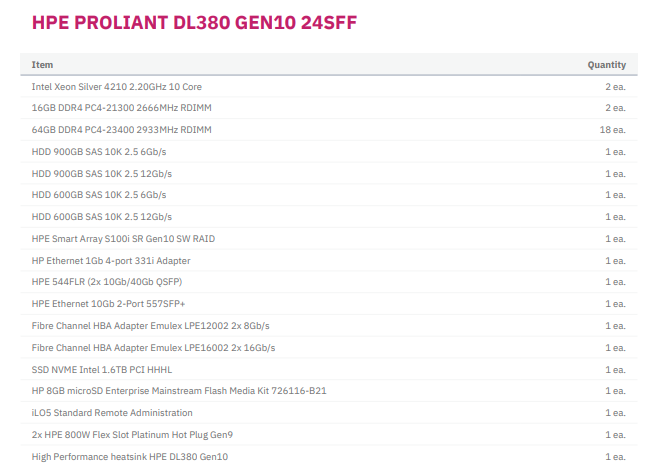 HPE PROLIANT DL380 GEN10 24SFF
Item Quantity
Intel Xeon Silver 4210 2.20GHz 10 Core 2 ea.
16GB DDR4 PC4-21300 2666MHz RDIMM 2 ea.
64GB DDR4 PC4-23400 2933MHz RDIMM 18 ea.
HDD 900GB SAS 10K 2.5 6Gb/s 1 ea.
HDD 900GB SAS 10K 2.5 12Gb/s 1 ea.
HDD 600GB SAS 10K 2.5 6Gb/s 1 ea.
HDD 600GB SAS 10K 2.5 12Gb/s 1 ea.
HPE Smart Array S100i SR Gen10 SW RAID 1 ea.
HP Ethernet 1Gb 4-port 331i Adapter 1 ea.
HPE 544FLR (2x 10Gb/40Gb QSFP) 1 ea.
HPE Ethernet 10Gb 2-Port 557SFP+ 1 ea.
Fibre Channel HBA Adapter Emulex LPE12002 2x 8Gb/s 1 ea.
Fibre Channel HBA Adapter Emulex LPE16002 2x 16Gb/s 1 ea.
SSD NVME Intel 1.6TB PCI HHHL 1 ea.
HP 8GB microSD Enterprise Mainstream Flash Media Kit 726116-B21 1 ea.
iLO5 Standard Remote Administration 1 ea.
2x HPE 800W Flex Slot Platinum Hot Plug Gen9 1 ea.
High Performance heatsink HPE DL380 Gen10 1 ea.